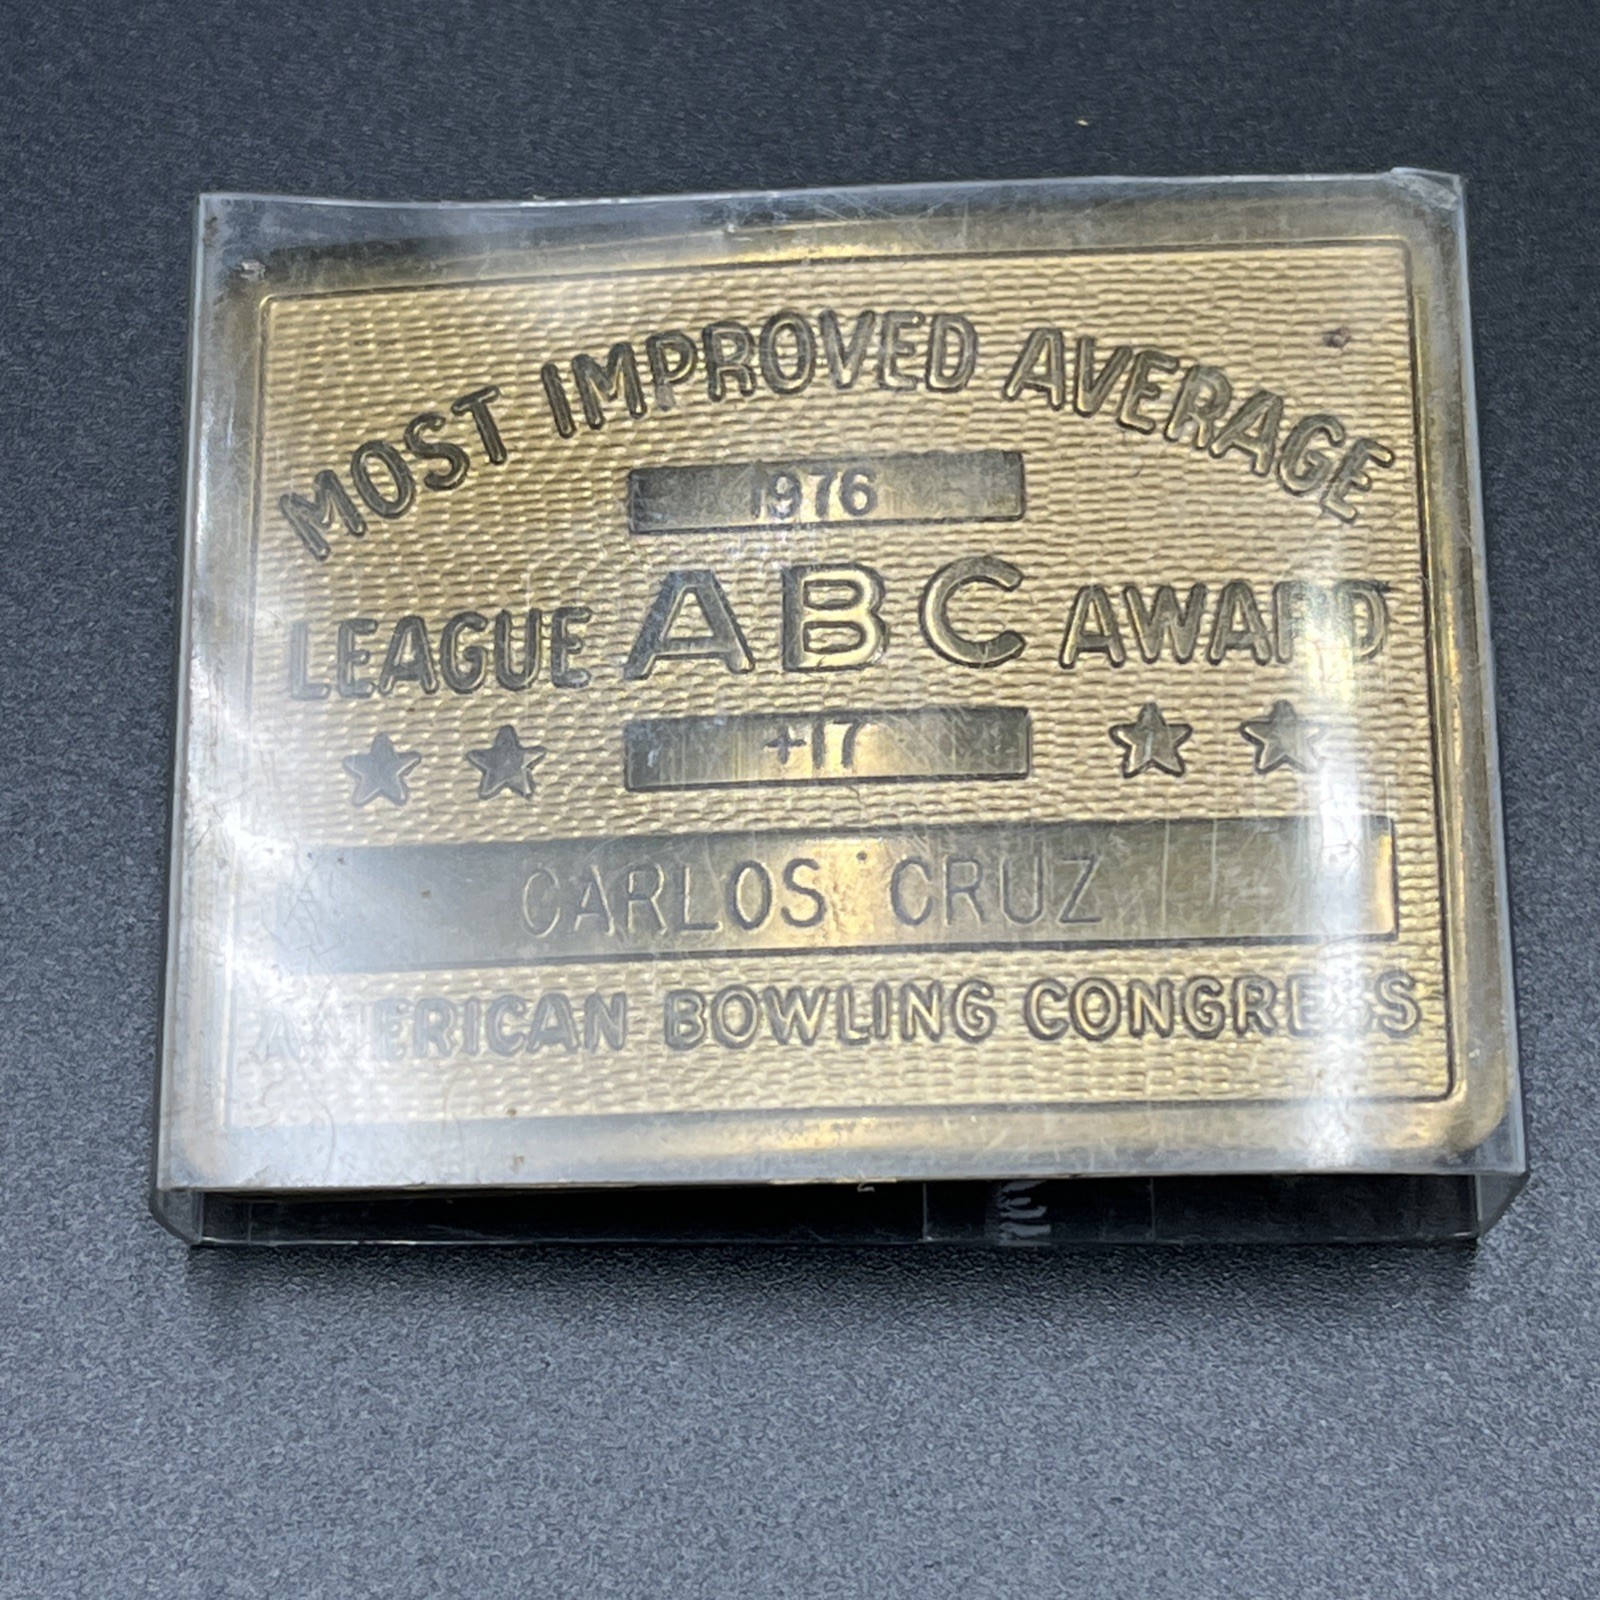 MOST IMPROVED AVERAGE
1976
LEAGUE ABC AWARD
+17
CARLOS CRUZ
AMERICAN BOWLING CONGRESS